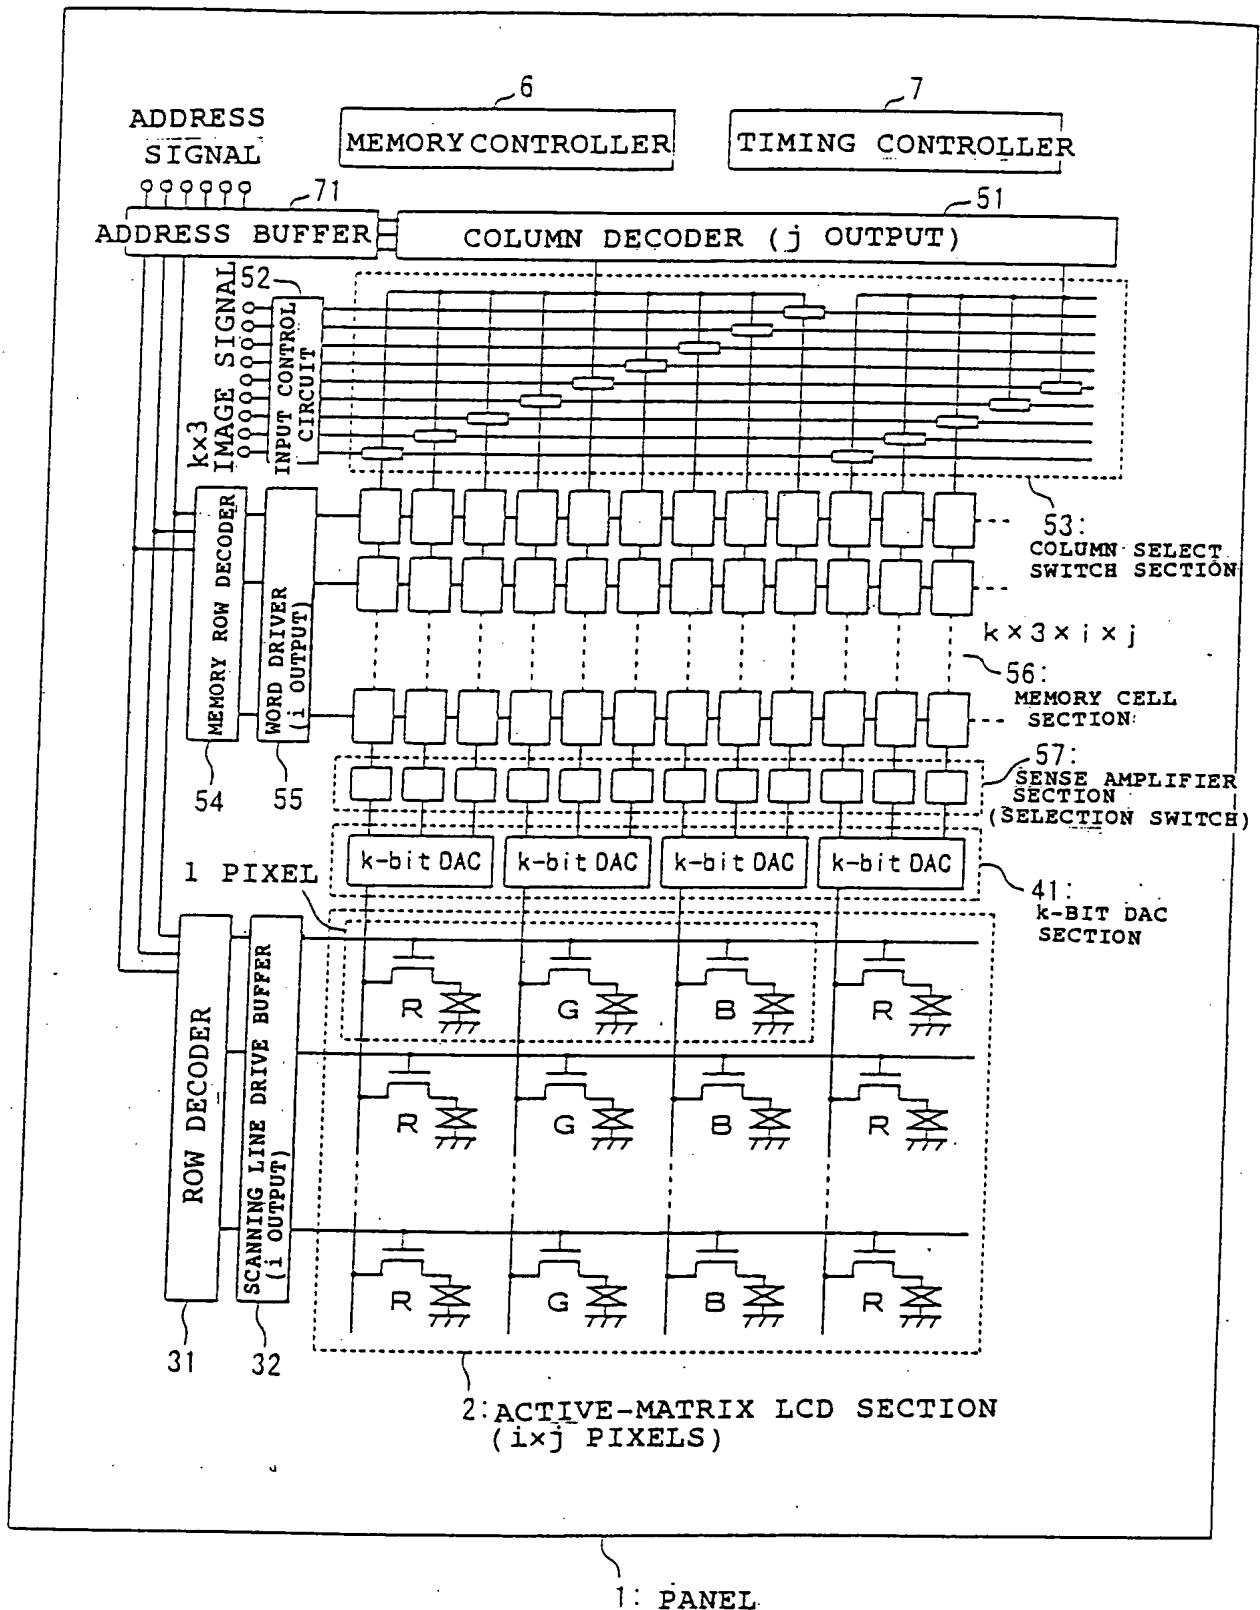 6
7
ADDRESS
SIGNAL
MEMORY CONTROLLER
TIMING CONTROLLER
71
51
ADDRESS BUFFER
COLUMN DECODER (j OUTPUT)
52
k×3
IMAGE SIGNAL
INPUT CONTROL
CIRCUIT
53:
COLUMN SELECT
SWITCH SECTION
MEMORY ROW DECODER
WORD DRIVER
(i OUTPUT)
k×3×i×j
56:
MEMORY CELL
SECTION
54
55
57:
SENSE AMPLIFIER
SECTION
(SELECTION SWITCH)
k-bit DAC
k-bit DAC
k-bit DAC
k-bit DAC
1 PIXEL
41:
k-BIT DAC
SECTION
ROW DECODER
SCANNING LINE DRIVE BUFFER
(i OUTPUT)
R
G
B
R
R
G
B
R
R
G
B
R
31
32
2: ACTIVE-MATRIX LCD SECTION
(i×j PIXELS)
1: PANEL